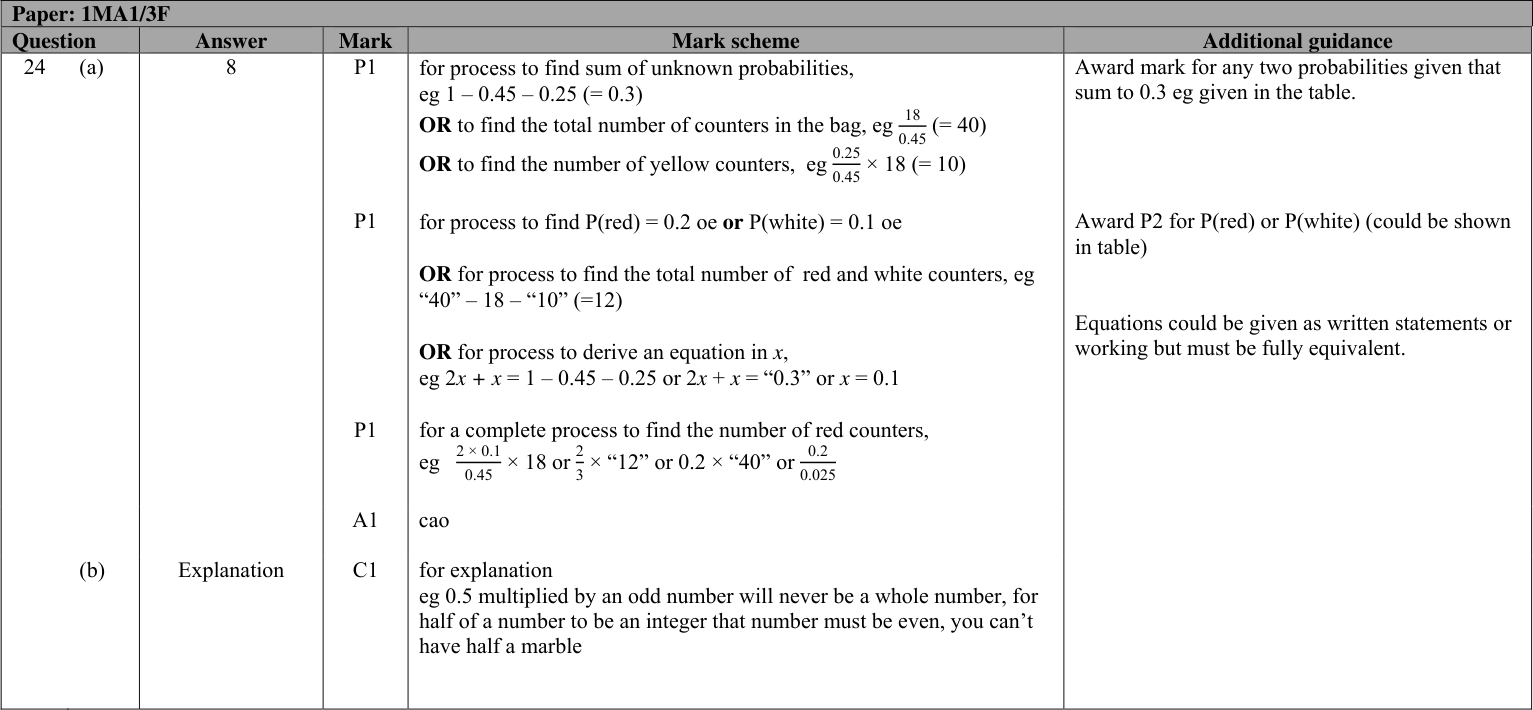 Paper: 1MA1/3F
Question Answer Mark Mark scheme Additional guidance
24 (a) 8 P1 for process to find sum of unknown probabilities, Award mark for any two probabilities given that
eg 1 – 0.45 – 0.25 (= 0.3) sum to 0.3 eg given in the table.
OR to find the total number of counters in the bag, eg 18/0.45 (= 40)
OR to find the number of yellow counters, eg 0.25/0.45 × 18 (= 10)
P1 for process to find P(red) = 0.2 oe or P(white) = 0.1 oe Award P2 for P(red) or P(white) (could be shown
in table)
OR for process to find the total number of red and white counters, eg
“40” – 18 – “10” (=12)
Equations could be given as written statements or
working but must be fully equivalent.
OR for process to derive an equation in x,
eg 2x + x = 1 – 0.45 – 0.25 or 2x + x = “0.3” or x = 0.1
P1 for a complete process to find the number of red counters,
eg 2 × 0.1/0.45 × 18 or 2/3 × “12” or 0.2 × “40” or 0.2/0.025
A1 cao
(b) Explanation C1 for explanation
eg 0.5 multiplied by an odd number will never be a whole number, for
half of a number to be an integer that number must be even, you can’t
have half a marble